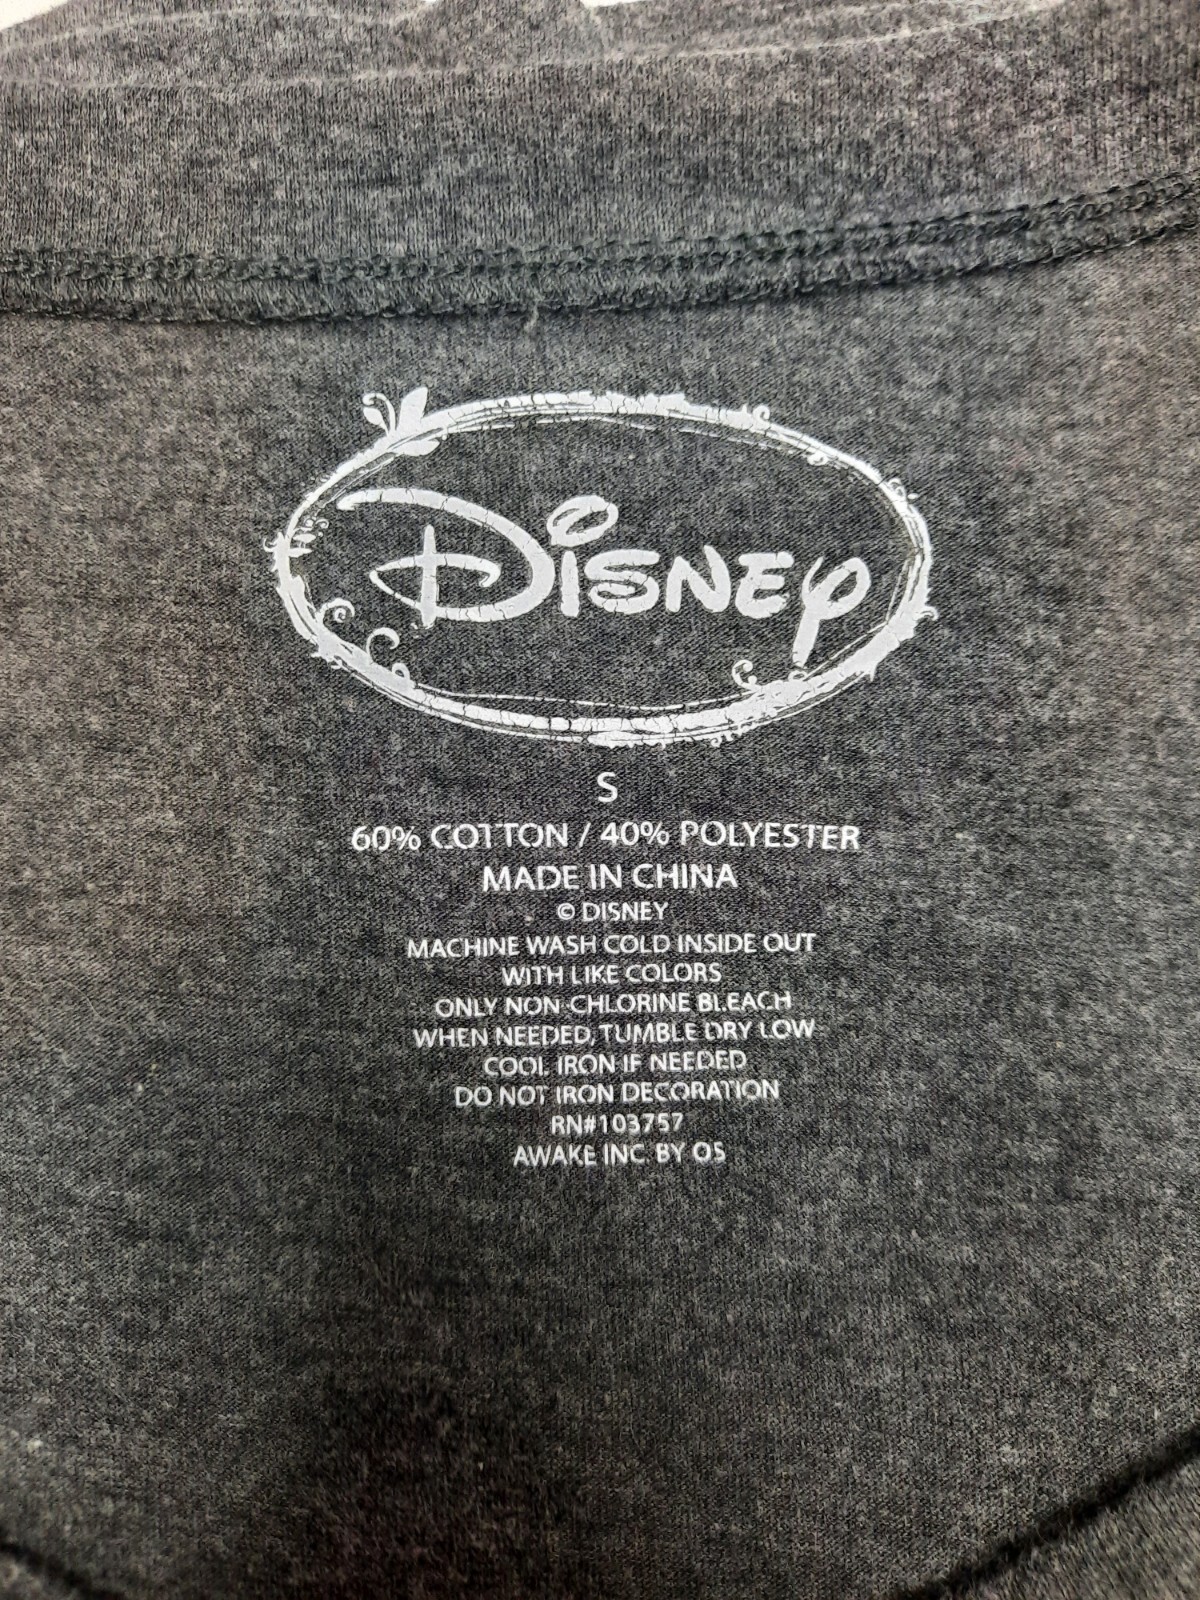 Disney
S
60% COTTON / 40% POLYESTER
MADE IN CHINA
© DISNEY
MACHINE WASH COLD INSIDE OUT
WITH LIKE COLORS
ONLY NON-CHLORINE BLEACH
WHEN NEEDED, TUMBLE DRY LOW
COOL IRON IF NEEDED
DO NOT IRON DECORATION
RN#103757
AWAKE INC. BY OS